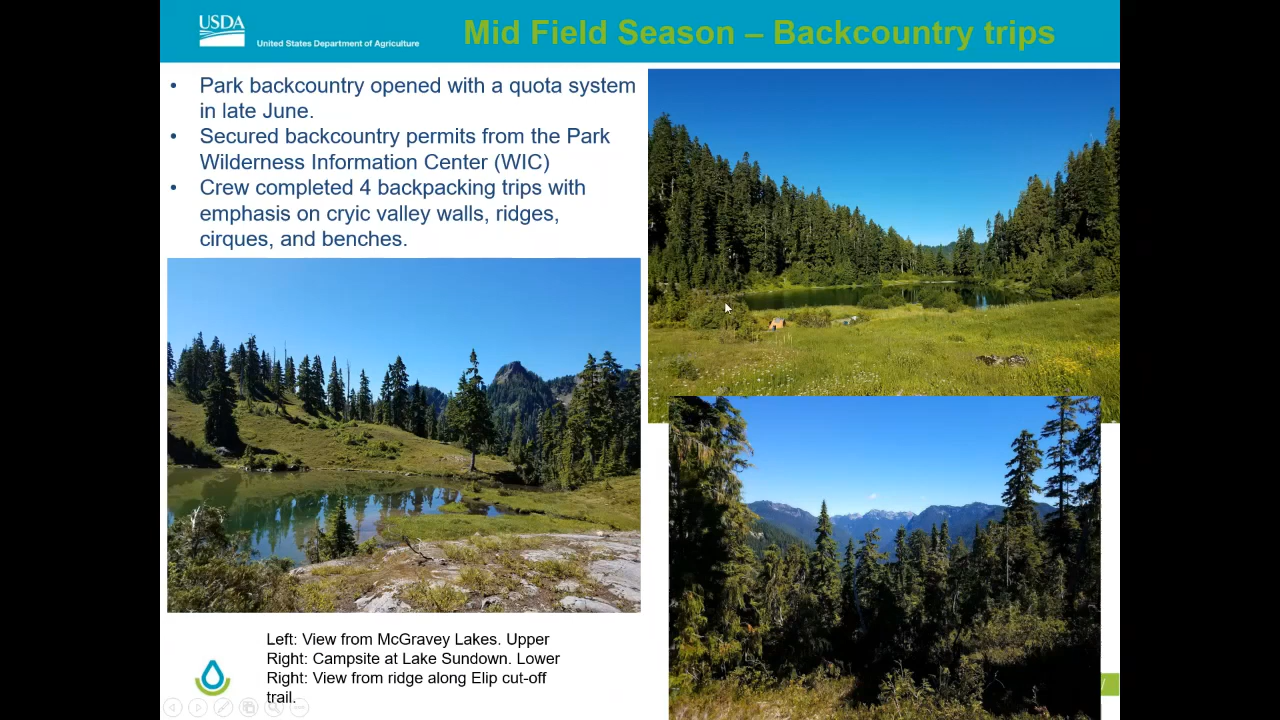 USDA
United States Department of Agriculture
Mid Field Season – Backcountry trips
• Park backcountry opened with a quota system
in late June.
• Secured backcountry permits from the Park
Wilderness Information Center (WIC)
• Crew completed 4 backpacking trips with
emphasis on cryic valley walls, ridges,
cirques, and benches.
Left: View from McGravey Lakes. Upper
Right: Campsite at Lake Sundown. Lower
Right: View from ridge along Elip cut-off
trail.